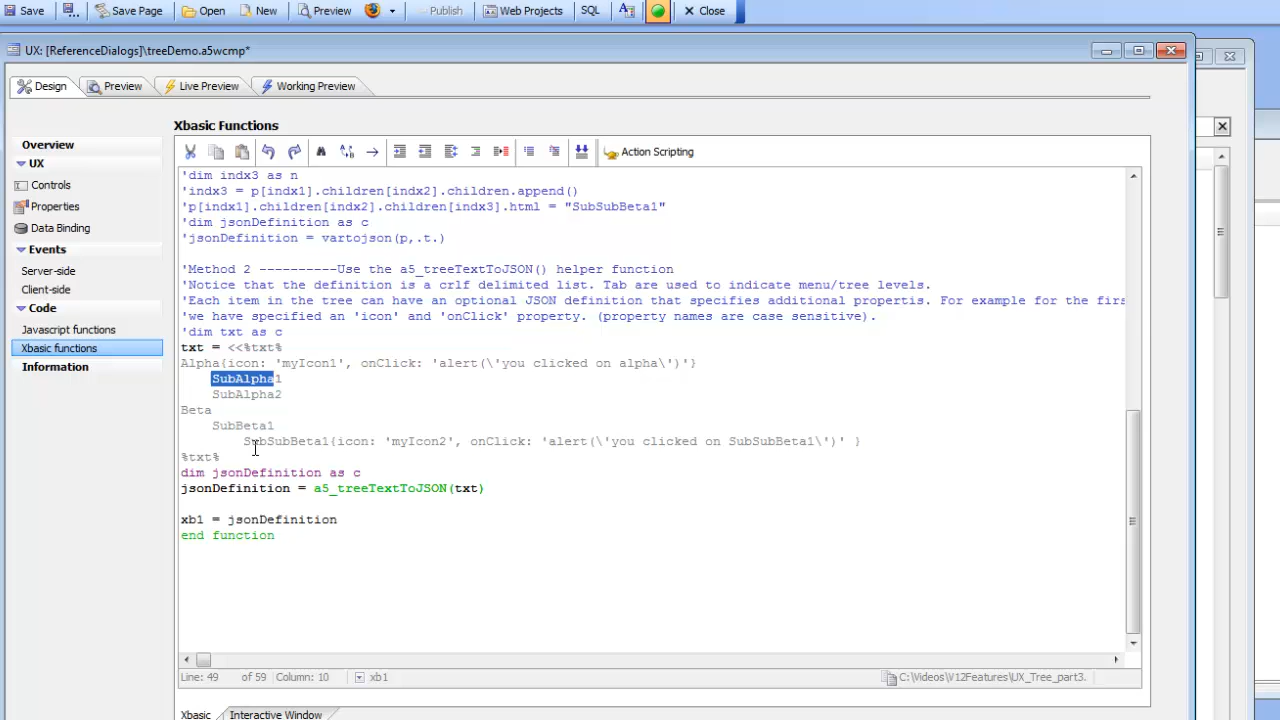 Save Save Page Open New Preview Publish Web Projects SQL Close
UX: [ReferenceDialogs]\treeDemo.a5wcmp*
Design Preview Live Preview Working Preview
Overview
UX
Controls
Properties
Data Binding
Events
Server-side
Client-side
Code
Javascript functions
Xbasic functions
Information
Xbasic Functions
Action Scripting
'dim indx3 as n
'indx3 = p[indx1].children[indx2].children.append()
'p[indx1].children[indx2].children[indx3].html = "SubSubBeta1"
'dim jsonDefinition as c
'jsonDefinition = vartojson(p,.t.)
'Method 2 ----------Use the a5_treeTextToJSON() helper function
'Notice that the definition is a crlf delimited list. Tab are used to indicate menu/tree levels.
'Each item in the tree can have an optional JSON definition that specifies additional propertis. For example for the firs
'we have specified an 'icon' and 'onClick' property. (property names are case sensitive).
'dim txt as c
txt = <<%txt%
Alpha{icon: 'myIcon1', onClick: 'alert(\'you clicked on alpha\')'}
SubAlpha1
SubAlpha2
Beta
SubBeta1
SubSubBeta1{icon: 'myIcon2', onClick: 'alert(\'you clicked on SubSubBeta1\')' }
%txt%
dim jsonDefinition as c
jsonDefinition = a5_treeTextToJSON(txt)
xb1 = jsonDefinition
end function
Line: 49 of 59 Column: 10 xb1 C:\Videos\V12Features\UX_Tree_part3.
Xbasic Interactive Window